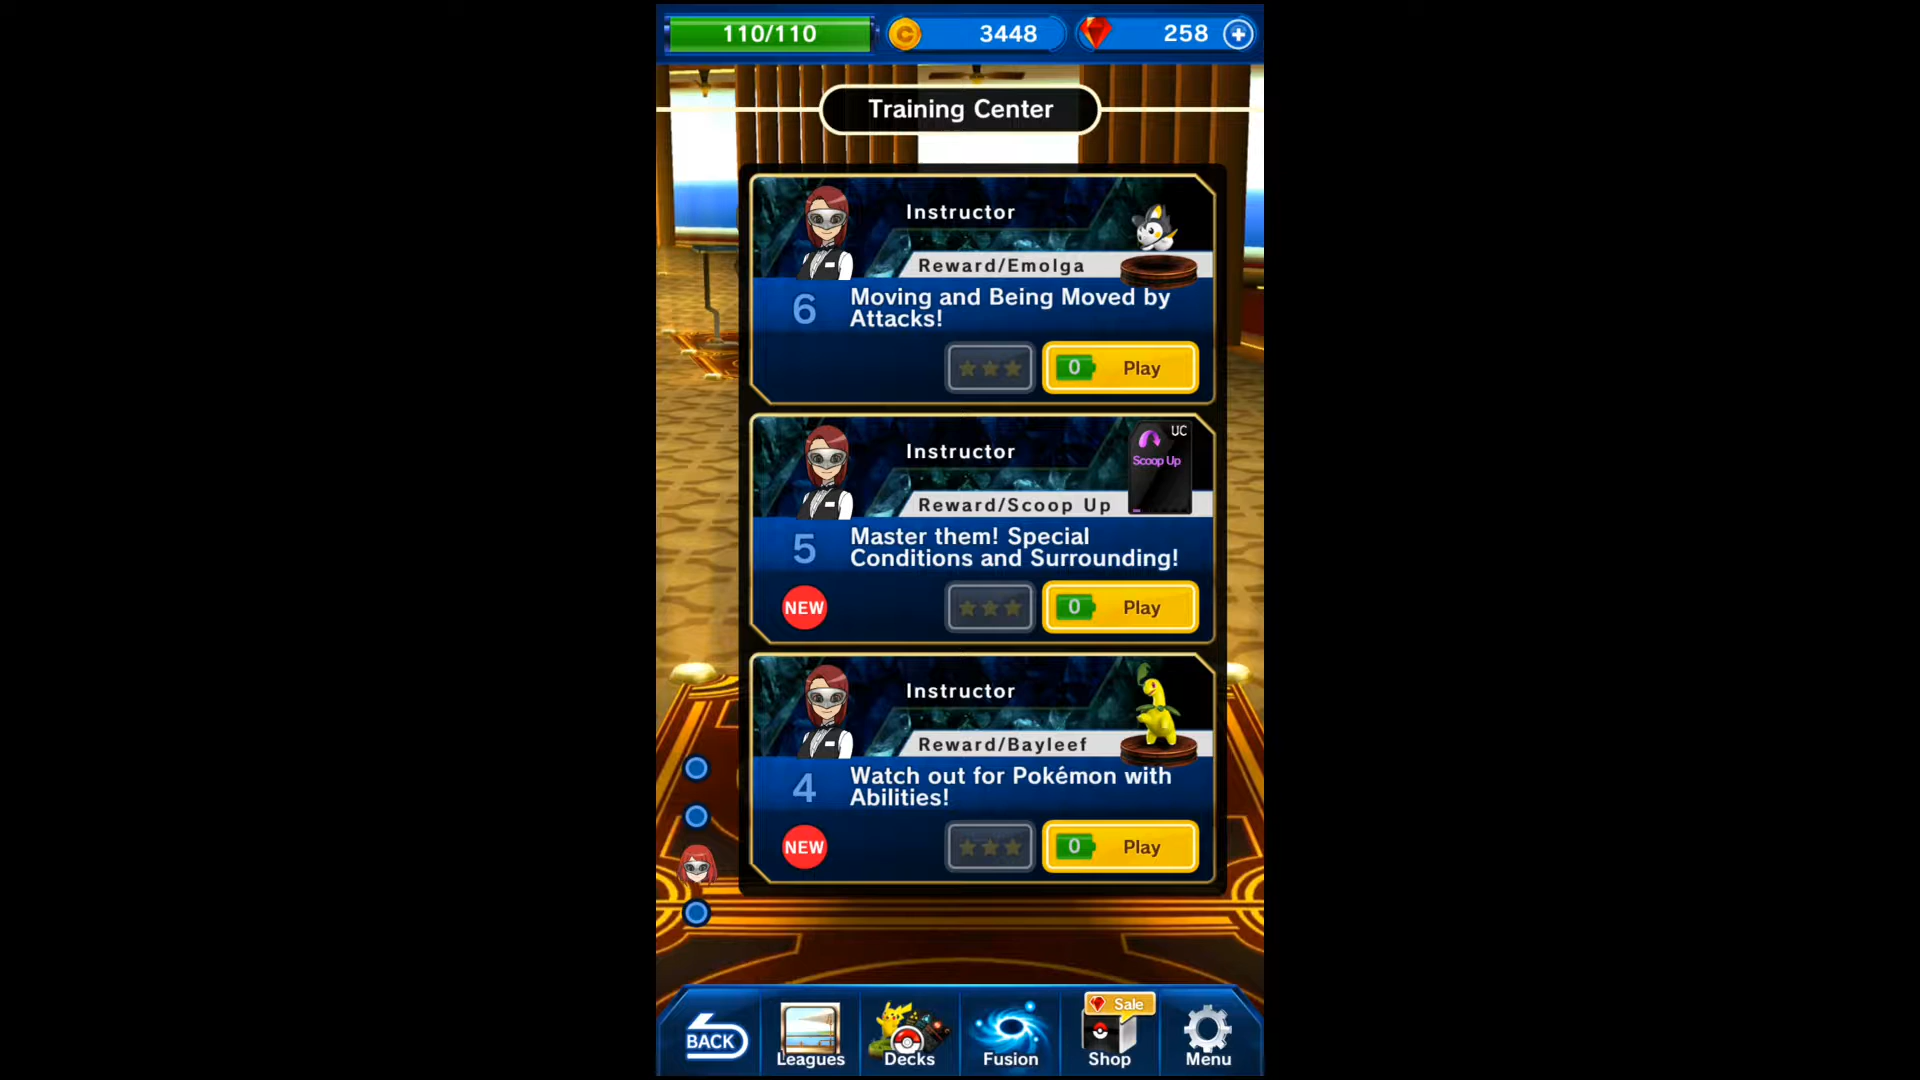 110/110
3448
258
Training Center
Instructor
Reward/Emolga
6
Moving and Being Moved by
Attacks!
0
Play
Instructor
UC
Scoop Up
Reward/Scoop Up
5
Master them! Special
Conditions and Surrounding!
NEW
0
Play
Instructor
Reward/Bayleef
4
Watch out for Pokémon with
Abilities!
NEW
0
Play
BACK
Leagues
Decks
Fusion
Sale
Shop
Menu